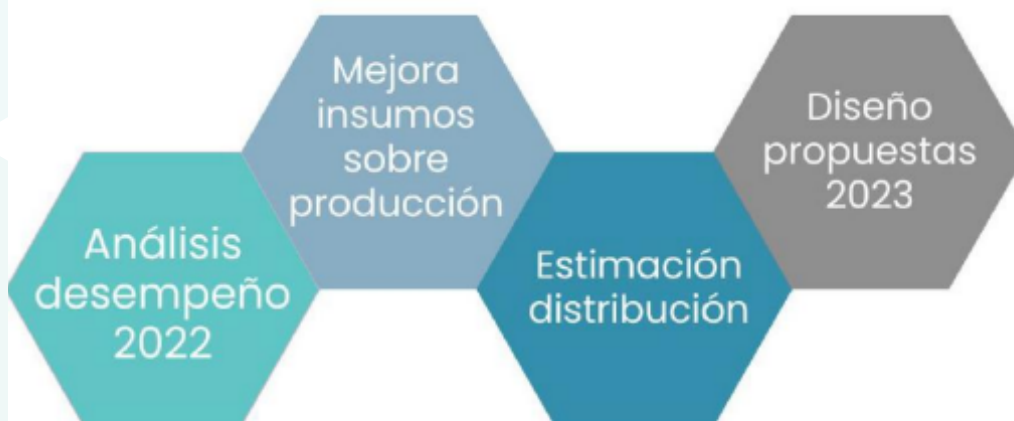 Análisis
desempeño
2022
Mejora
insumos
sobre
producción
Estimación
distribución
Diseño
propuestas
2023